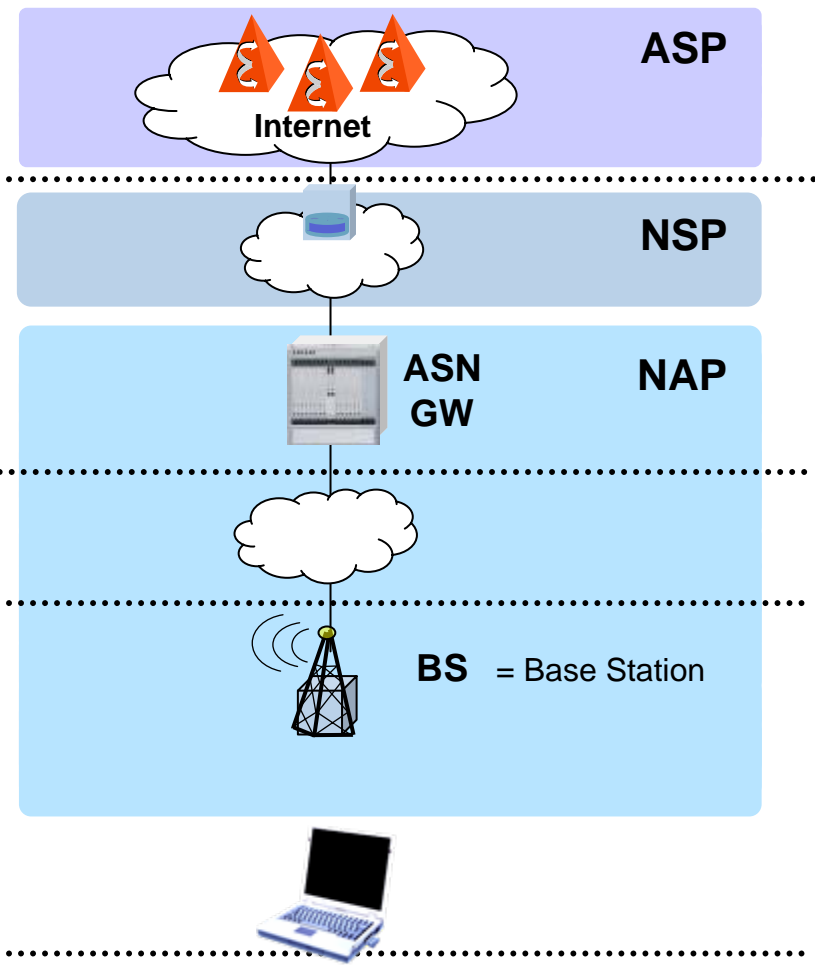 ASP
Internet
NSP
ASN
GW
NAP
BS = Base Station